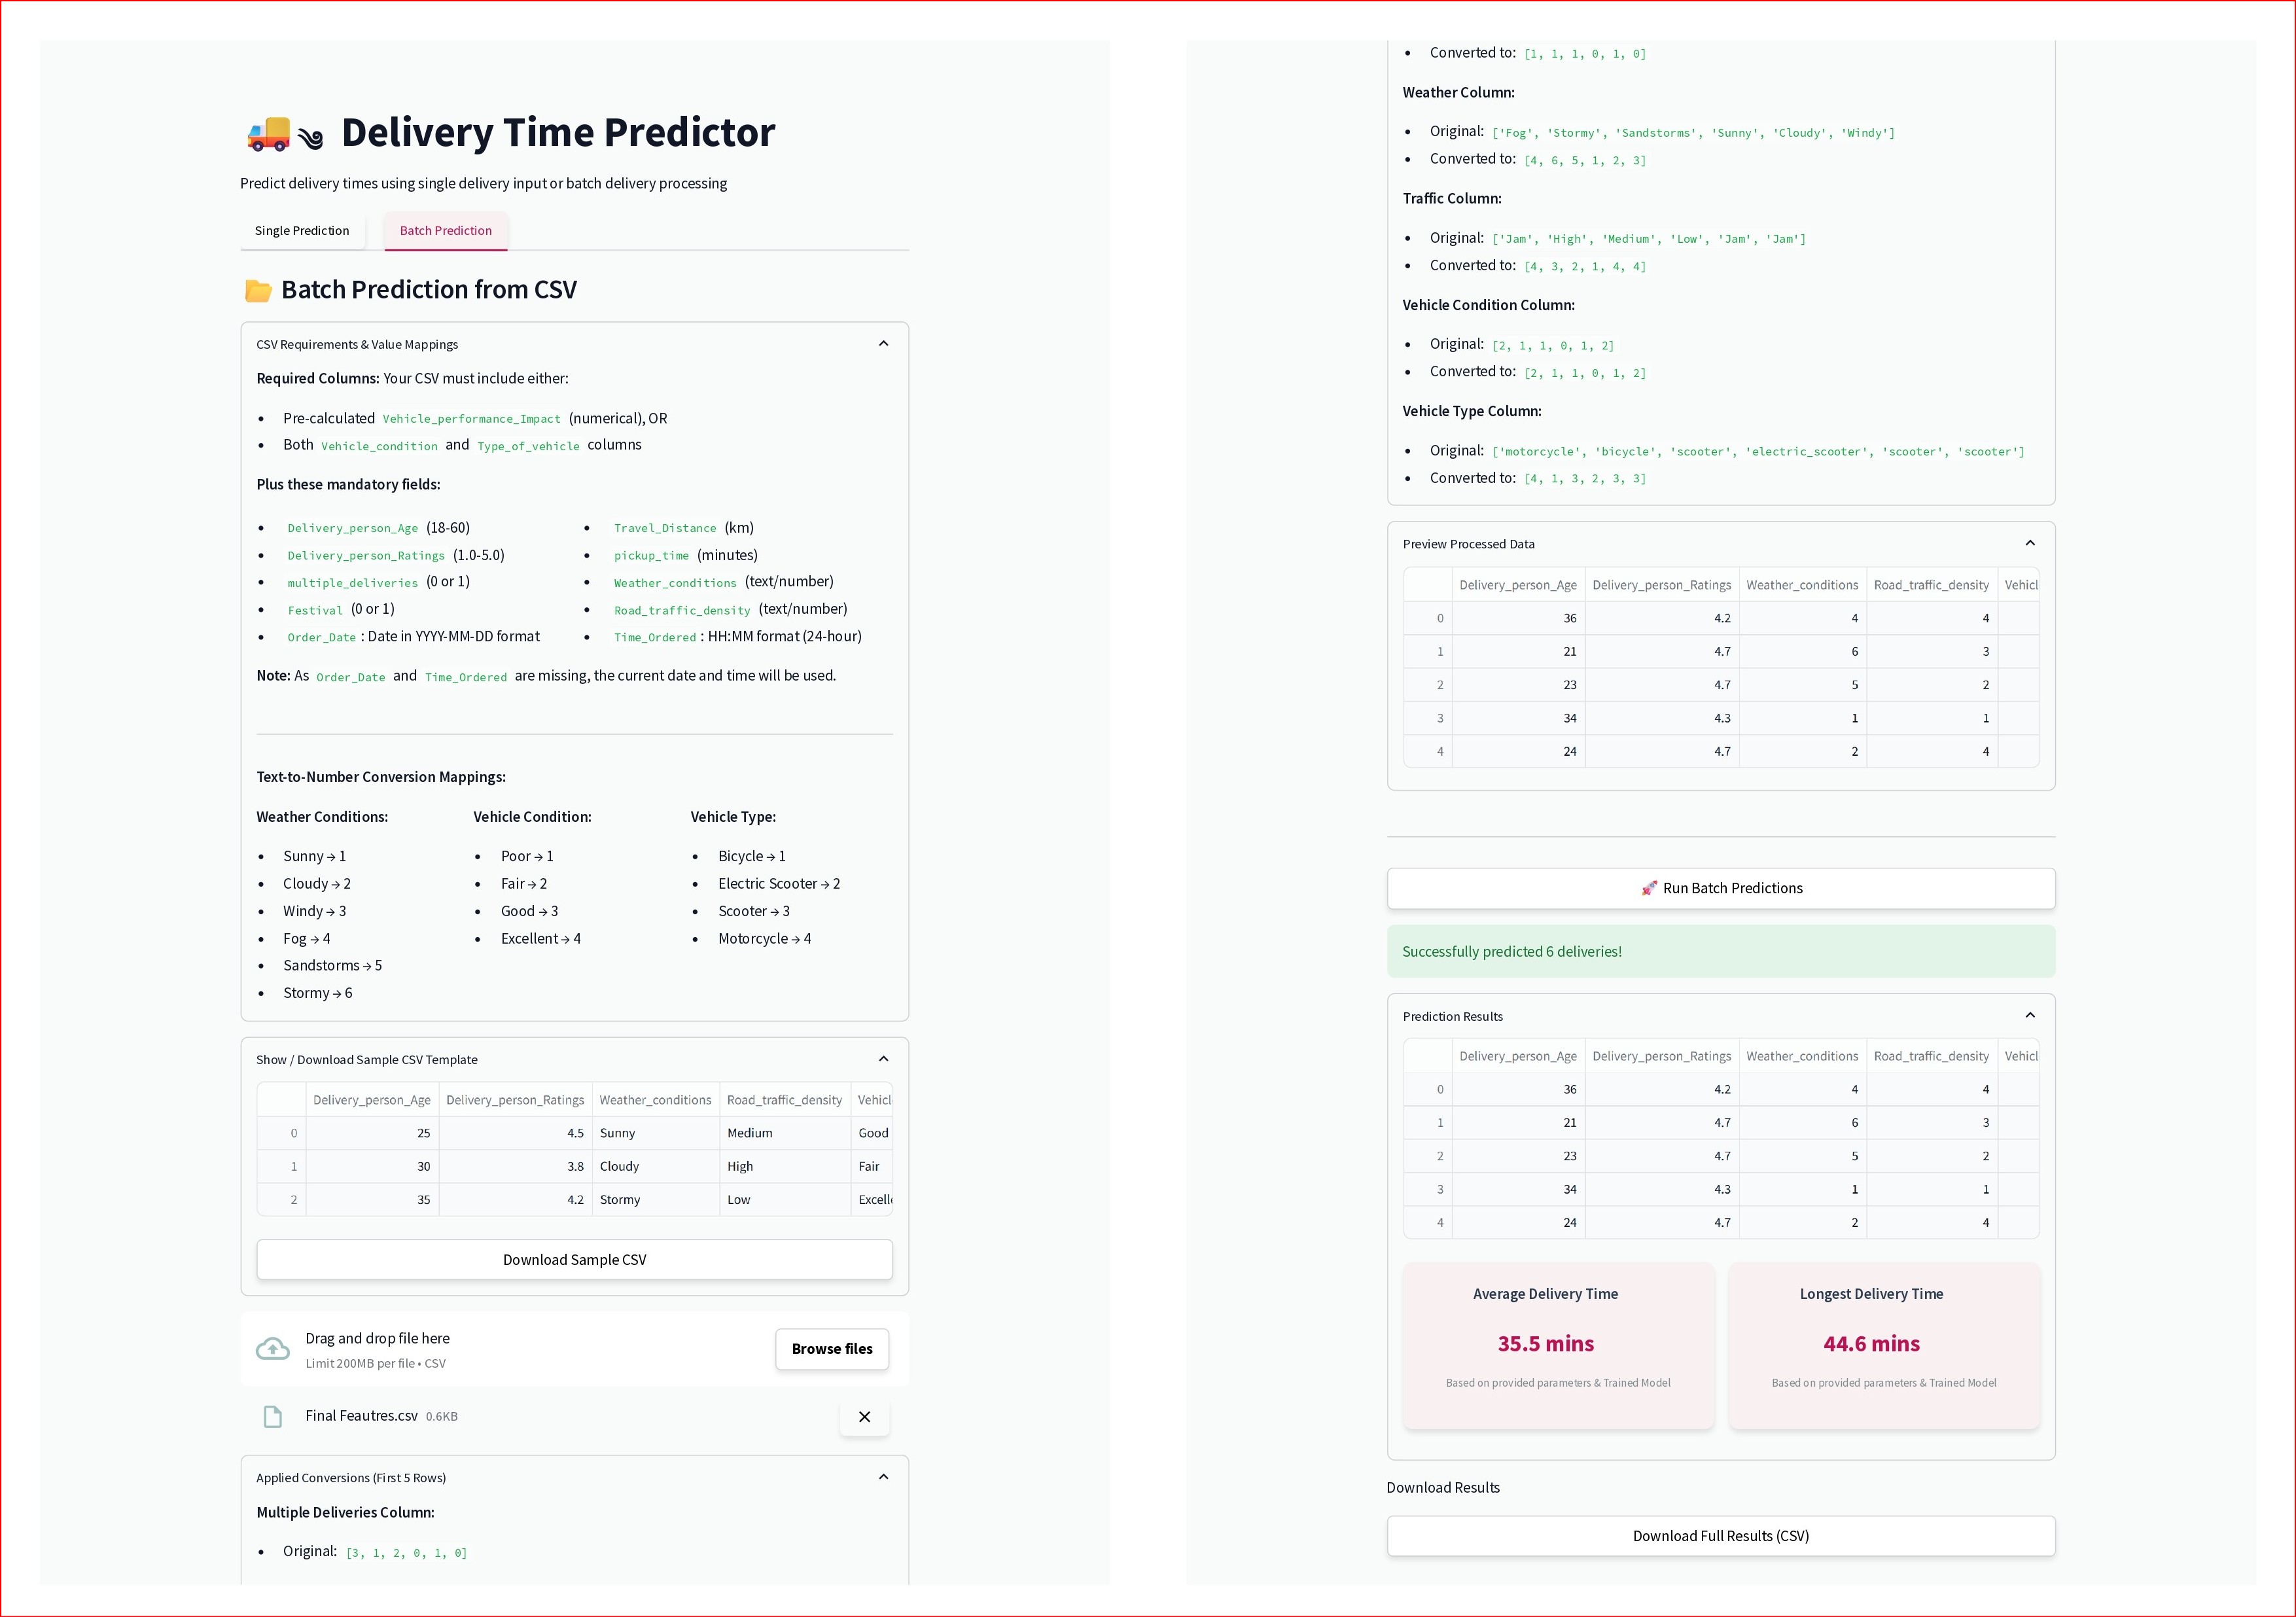 Delivery Time Predictor
Predict delivery times using single delivery input or batch delivery processing
Single Prediction Batch Prediction
Batch Prediction from CSV
CSV Requirements & Value Mappings
Required Columns: Your CSV must include either:
• Pre-calculated Vehicle_performance_Impact (numerical), OR
• Both Vehicle_condition and Type_of_vehicle columns
Plus these mandatory fields:
• Delivery_person_Age (18-60)
• Delivery_person_Ratings (1.0-5.0)
• multiple_deliveries (0 or 1)
• Festival (0 or 1)
• Order_Date : Date in YYYY-MM-DD format
• Travel_Distance (km)
• pickup_time (minutes)
• Weather_conditions (text/number)
• Road_traffic_density (text/number)
• Time_Ordered : HH:MM format (24-hour)
Note: As Order_Date and Time_Ordered are missing, the current date and time will be used.
Text-to-Number Conversion Mappings:
Weather Conditions:
• Sunny → 1
• Cloudy → 2
• Windy → 3
• Fog → 4
• Sandstorms → 5
• Stormy → 6
Vehicle Condition:
• Poor → 1
• Fair → 2
• Good → 3
• Excellent → 4
Vehicle Type:
• Bicycle → 1
• Electric Scooter → 2
• Scooter → 3
• Motorcycle → 4
Show / Download Sample CSV Template
Delivery_person_Age Delivery_person_Ratings Weather_conditions Road_traffic_density Vehicl
0 25 4.5 Sunny Medium Good
1 30 3.8 Cloudy High Fair
2 35 4.2 Stormy Low Excell
Download Sample CSV
Drag and drop file here
Limit 200MB per file • CSV
Browse files
Final Feautres.csv 0.6KB
Applied Conversions (First 5 Rows)
Multiple Deliveries Column:
• Original: [3, 1, 2, 0, 1, 0]
• Converted to: [1, 1, 1, 0, 1, 0]
Weather Column:
• Original: ['Fog', 'Stormy', 'Sandstorms', 'Sunny', 'Cloudy', 'Windy']
• Converted to: [4, 6, 5, 1, 2, 3]
Traffic Column:
• Original: ['Jam', 'High', 'Medium', 'Low', 'Jam', 'Jam']
• Converted to: [4, 3, 2, 1, 4, 4]
Vehicle Condition Column:
• Original: [2, 1, 1, 0, 1, 2]
• Converted to: [2, 1, 1, 0, 1, 2]
Vehicle Type Column:
• Original: ['motorcycle', 'bicycle', 'scooter', 'electric_scooter', 'scooter', 'scooter']
• Converted to: [4, 1, 3, 2, 3, 3]
Preview Processed Data
Delivery_person_Age Delivery_person_Ratings Weather_conditions Road_traffic_density Vehicl
0 36 4.2 4 4
1 21 4.7 6 3
2 23 4.7 5 2
3 34 4.3 1 1
4 24 4.7 2 4
Run Batch Predictions
Successfully predicted 6 deliveries!
Prediction Results
Delivery_person_Age Delivery_person_Ratings Weather_conditions Road_traffic_density Vehicl
0 36 4.2 4 4
1 21 4.7 6 3
2 23 4.7 5 2
3 34 4.3 1 1
4 24 4.7 2 4
Average Delivery Time
35.5 mins
Based on provided parameters & Trained Model
Longest Delivery Time
44.6 mins
Based on provided parameters & Trained Model
Download Results
Download Full Results (CSV)